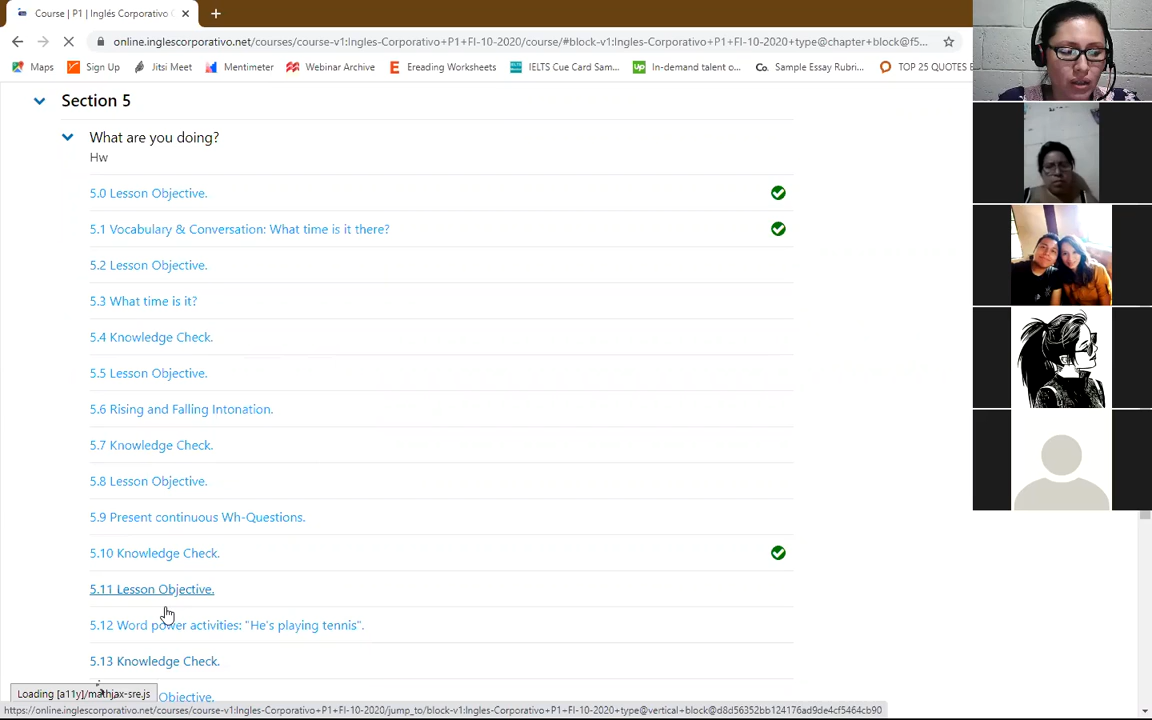 Course | P1 | Inglés Corporativo
online.inglescorporativo.net/courses/course-v1:Ingles-Corporativo+P1+FI-10-2020/course/#block-v1:Ingles-Corporativo+P1+FI-10-2020+type@chapter+block@f5...
Maps Sign Up Jitsi Meet Mentimeter Webinar Archive Ereading Worksheets IELTS Cue Card Sam... In-demand talent o... Sample Essay Rubri... TOP 25 QUOTES
Section 5
What are you doing?
Hw
5.0 Lesson Objective.
5.1 Vocabulary & Conversation: What time is it there?
5.2 Lesson Objective.
5.3 What time is it?
5.4 Knowledge Check.
5.5 Lesson Objective.
5.6 Rising and Falling Intonation.
5.7 Knowledge Check.
5.8 Lesson Objective.
5.9 Present continuous Wh-Questions.
5.10 Knowledge Check.
5.11 Lesson Objective.
5.12 Word power activities: "He's playing tennis".
5.13 Knowledge Check.
Objective.
Loading [a11y]/mathjax-sre.js
https://online.inglescorporativo.net/courses/course-v1:Ingles-Corporativo+P1+FI-10-2020/jump_to/block-v1:Ingles-Corporativo+P1+FI-10-2020+type@vertical+block@d8d56352bb124176ad9de4cf5464cb90